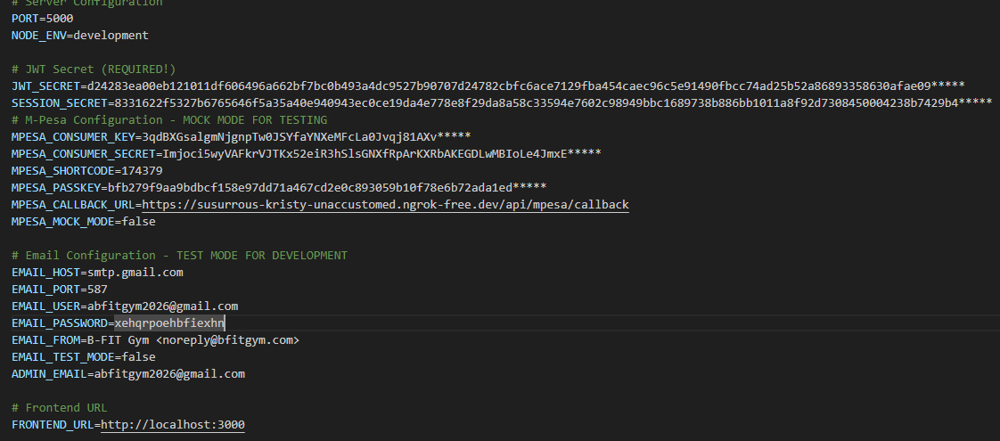 # Server Configuration
PORT=5000
NODE_ENV=development
# JWT Secret (REQUIRED!)
JWT_SECRET=d24283ea00eb121011df606496a662bf7bc0b493a4dc9527b90707d24782cbfc6ace7129fba454caec96c5e91490fbcc74ad25b52a86893358630afae09*****
SESSION_SECRET=8331622f5327b6765646f5a35a40e940943ec0ce19da4e778e8f29da8a58c33594e7602c98949bbc1689738b886bb1011a8f92d7308450004238b7429b4*****
# M-Pesa Configuration - MOCK MODE FOR TESTING
MPESA_CONSUMER_KEY=3qdBXGsalgmNjgnpTw0JSYfaYNXeMFcLa0Jvqj81AXv*****
MPESA_CONSUMER_SECRET=Imjoci5wyVAFkrVJTKx52eiR3hSlsGNXfRpArKXRbAKEGDLwMBIoLe4JmxE*****
MPESA_SHORTCODE=174379
MPESA_PASSKEY=bfb279f9aa9bdbcf158e97dd71a467cd2e0c893059b10f78e6b72ada1ed*****
MPESA_CALLBACK_URL=https://susurrous-kristy-unaccustomed.ngrok-free.dev/api/mpesa/callback
MPESA_MOCK_MODE=false
# Email Configuration - TEST MODE FOR DEVELOPMENT
EMAIL_HOST=smtp.gmail.com
EMAIL_PORT=587
EMAIL_USER=abfitgym2026@gmail.com
EMAIL_PASSWORD=xehqrpoehbfiexhn
EMAIL_FROM=B-FIT Gym <noreply@bfitgym.com>
EMAIL_TEST_MODE=false
ADMIN_EMAIL=abfitgym2026@gmail.com
# Frontend URL
FRONTEND_URL=http://localhost:3000